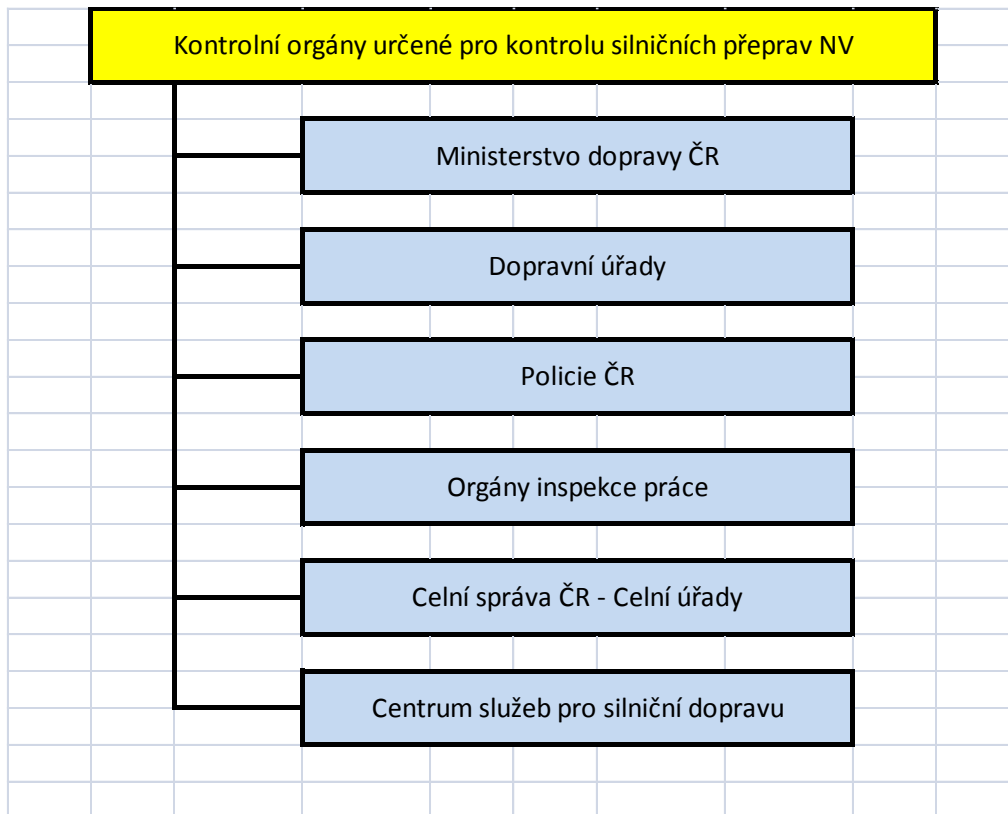 Kontrolní orgány určené pro kontrolu silničních přeprav NV
Ministerstvo dopravy ČR
Dopravní úřady
Policie ČR
Orgány inspekce práce
Celní správa ČR - Celní úřady
Centrum služeb pro silniční dopravu